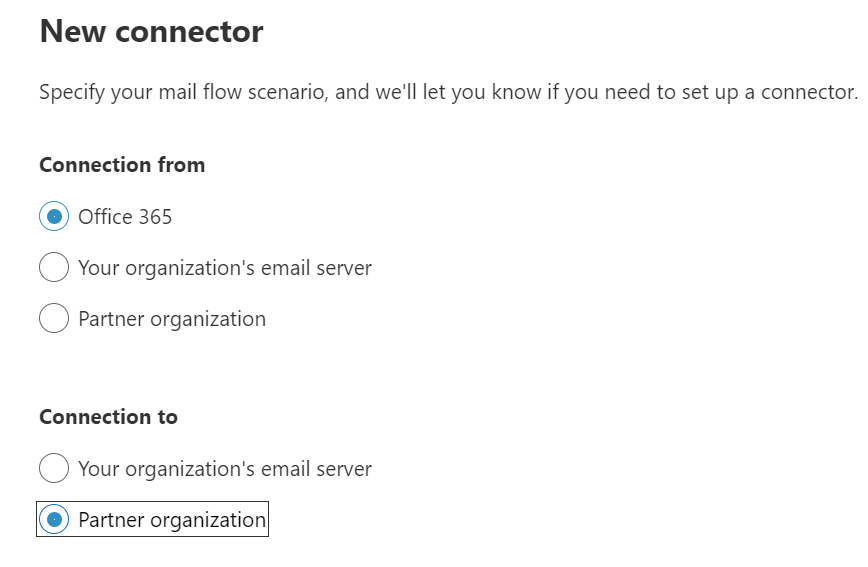 New connector
Specify your mail flow scenario, and we'll let you know if you need to set up a connector.
Connection from
Office 365
Your organization's email server
Partner organization
Connection to
Your organization's email server
Partner organization